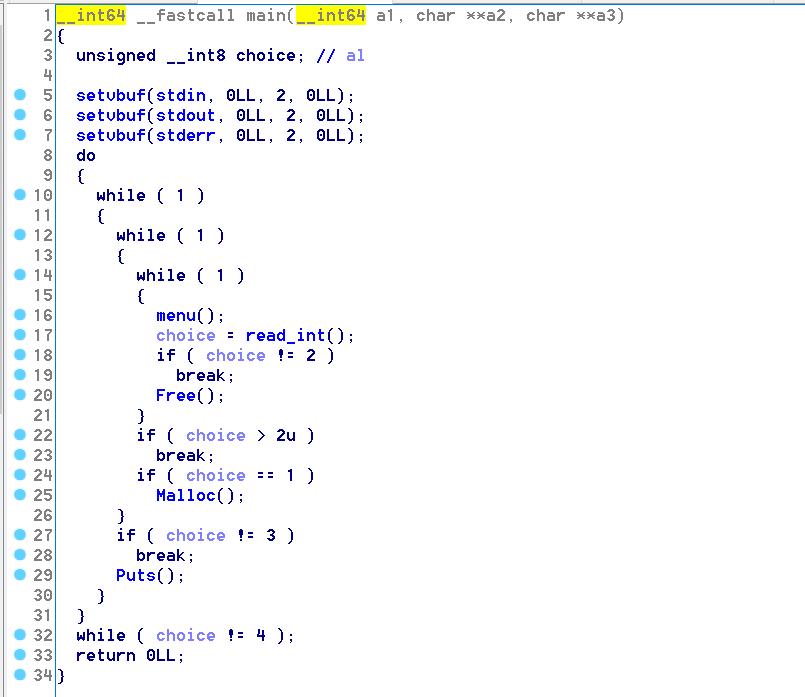 1 __int64 __fastcall main(__int64 a1, char **a2, char **a3)
2 {
3 unsigned __int8 choice; // al
4
5 setvbuf(stdin, 0LL, 2, 0LL);
6 setvbuf(stdout, 0LL, 2, 0LL);
7 setvbuf(stderr, 0LL, 2, 0LL);
8 do
9 {
10 while ( 1 )
11 {
12 while ( 1 )
13 {
14 while ( 1 )
15 {
16 menu();
17 choice = read_int();
18 if ( choice != 2 )
19 break;
20 Free();
21 }
22 if ( choice > 2u )
23 break;
24 if ( choice == 1 )
25 Malloc();
26 }
27 if ( choice != 3 )
28 break;
29 Puts();
30 }
31 }
32 while ( choice != 4 );
33 return 0LL;
34 }